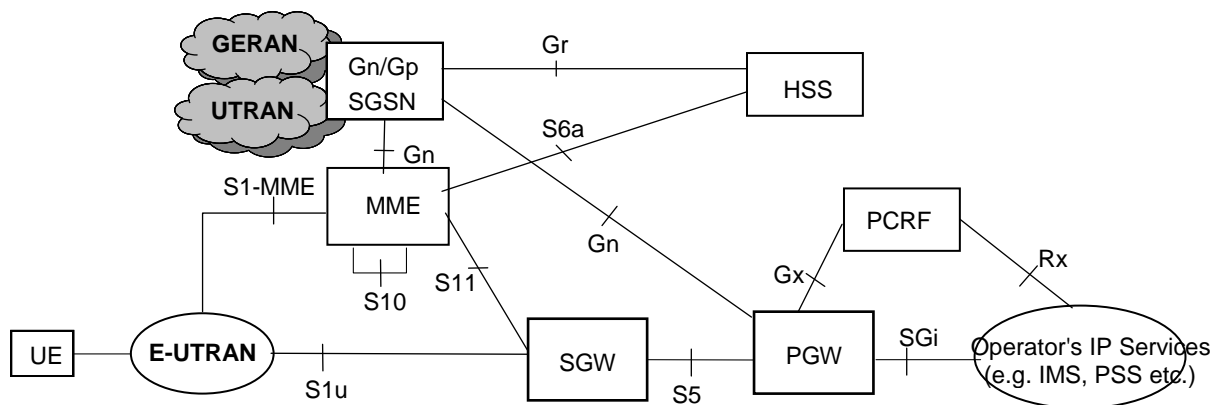 GERAN
Gr
Gn/Gp
SGSN
HSS
UTRAN
S6a
Gn
S1-MME
MME
PCRF
Gn
Rx
Gx
S11
S10
SGi
UE
E-UTRAN
SGW
PGW
Operator's IP Services
(e.g. IMS, PSS etc.)
S1u
S5